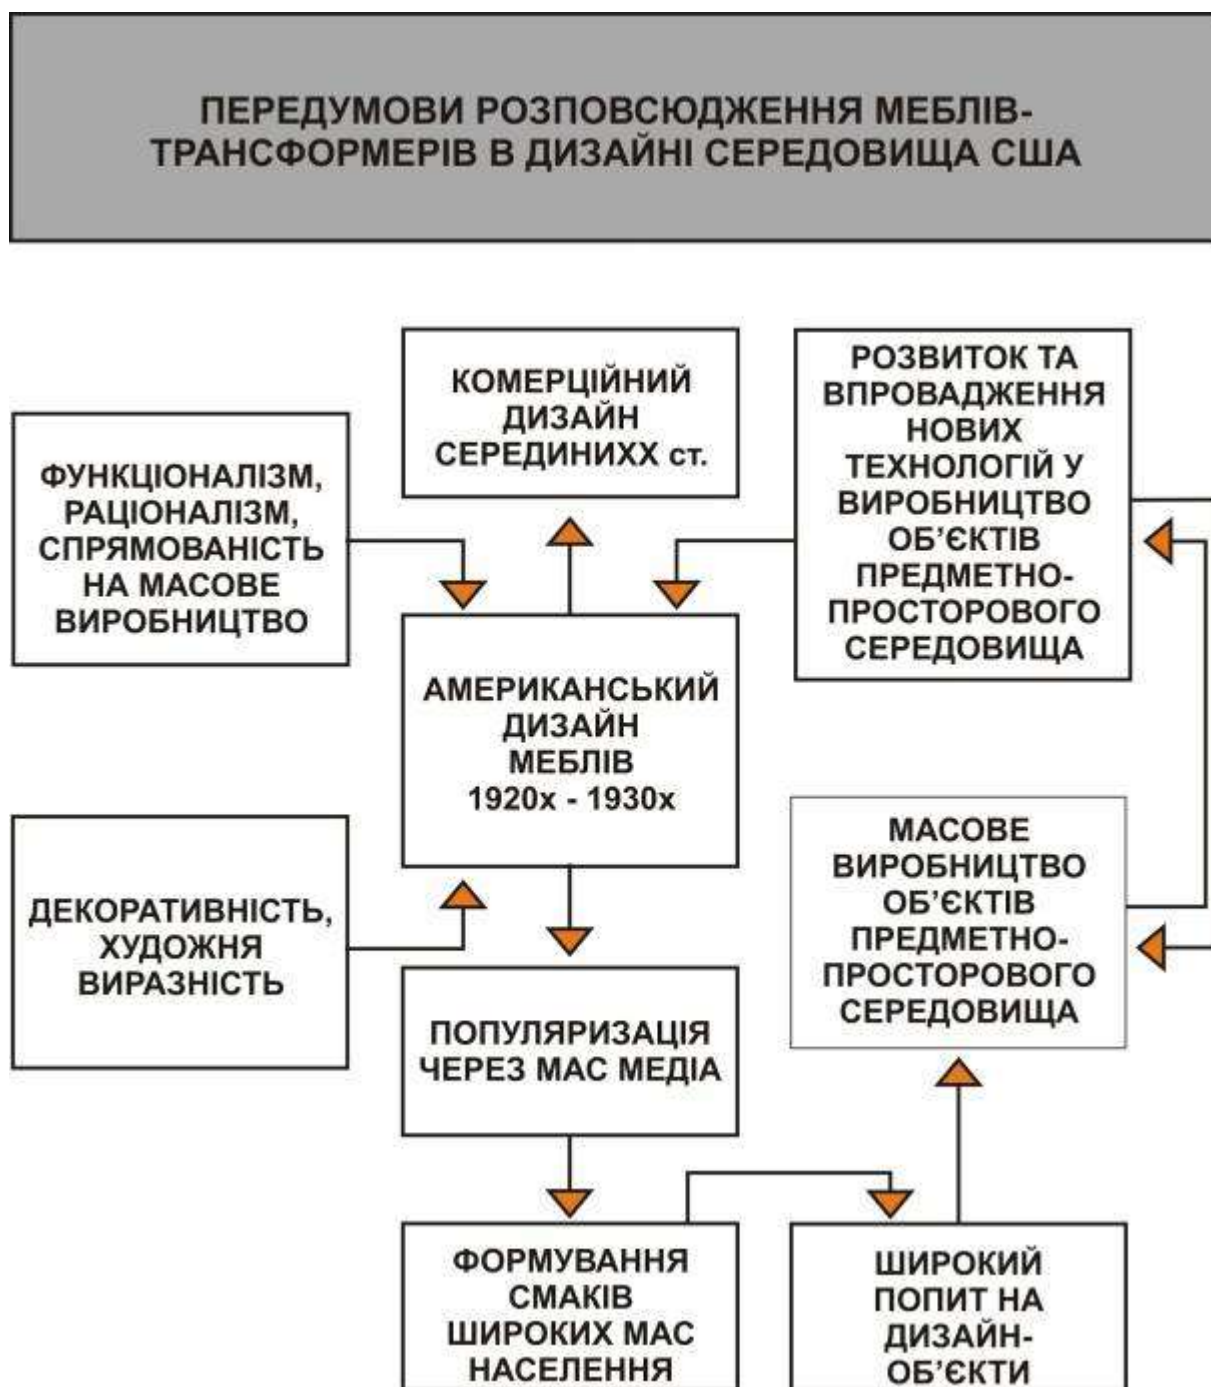 ПЕРЕДУМОВИ РОЗПОВСЮДЖЕННЯ МЕБЛІВ-
ТРАНСФОРМЕРІВ В ДИЗАЙНІ СЕРЕДОВИЩА США
КОМЕРЦІЙНИЙ
ДИЗАЙН
СЕРЕДИНИХХ ст.
РОЗВИТОК ТА
ВПРОВАДЖЕННЯ
НОВИХ
ТЕХНОЛОГІЙ У
ВИРОБНИЦТВО
ОБ’ЄКТІВ
ПРЕДМЕТНО-
ПРОСТОРОВОГО
СЕРЕДОВИЩА
ФУНКЦІОНАЛІЗМ,
РАЦІОНАЛІЗМ,
СПРЯМОВАНІСТЬ
НА МАСОВЕ
ВИРОБНИЦТВО
АМЕРИКАНСЬКИЙ
ДИЗАЙН
МЕБЛІВ
1920х - 1930х
ДЕКОРАТИВНІСТЬ,
ХУДОЖНЯ
ВИРАЗНІСТЬ
МАСОВЕ
ВИРОБНИЦТВО
ОБ’ЄКТІВ
ПРЕДМЕТНО-
ПРОСТОРОВОГО
СЕРЕДОВИЩА
ПОПУЛЯРИЗАЦІЯ
ЧЕРЕЗ МАС МЕДІА
ФОРМУВАННЯ
СМАКІВ
ШИРОКИХ МАС
НАСЕЛЕННЯ
ШИРОКИЙ
ПОПИТ НА
ДИЗАЙН-
ОБ’ЄКТИ